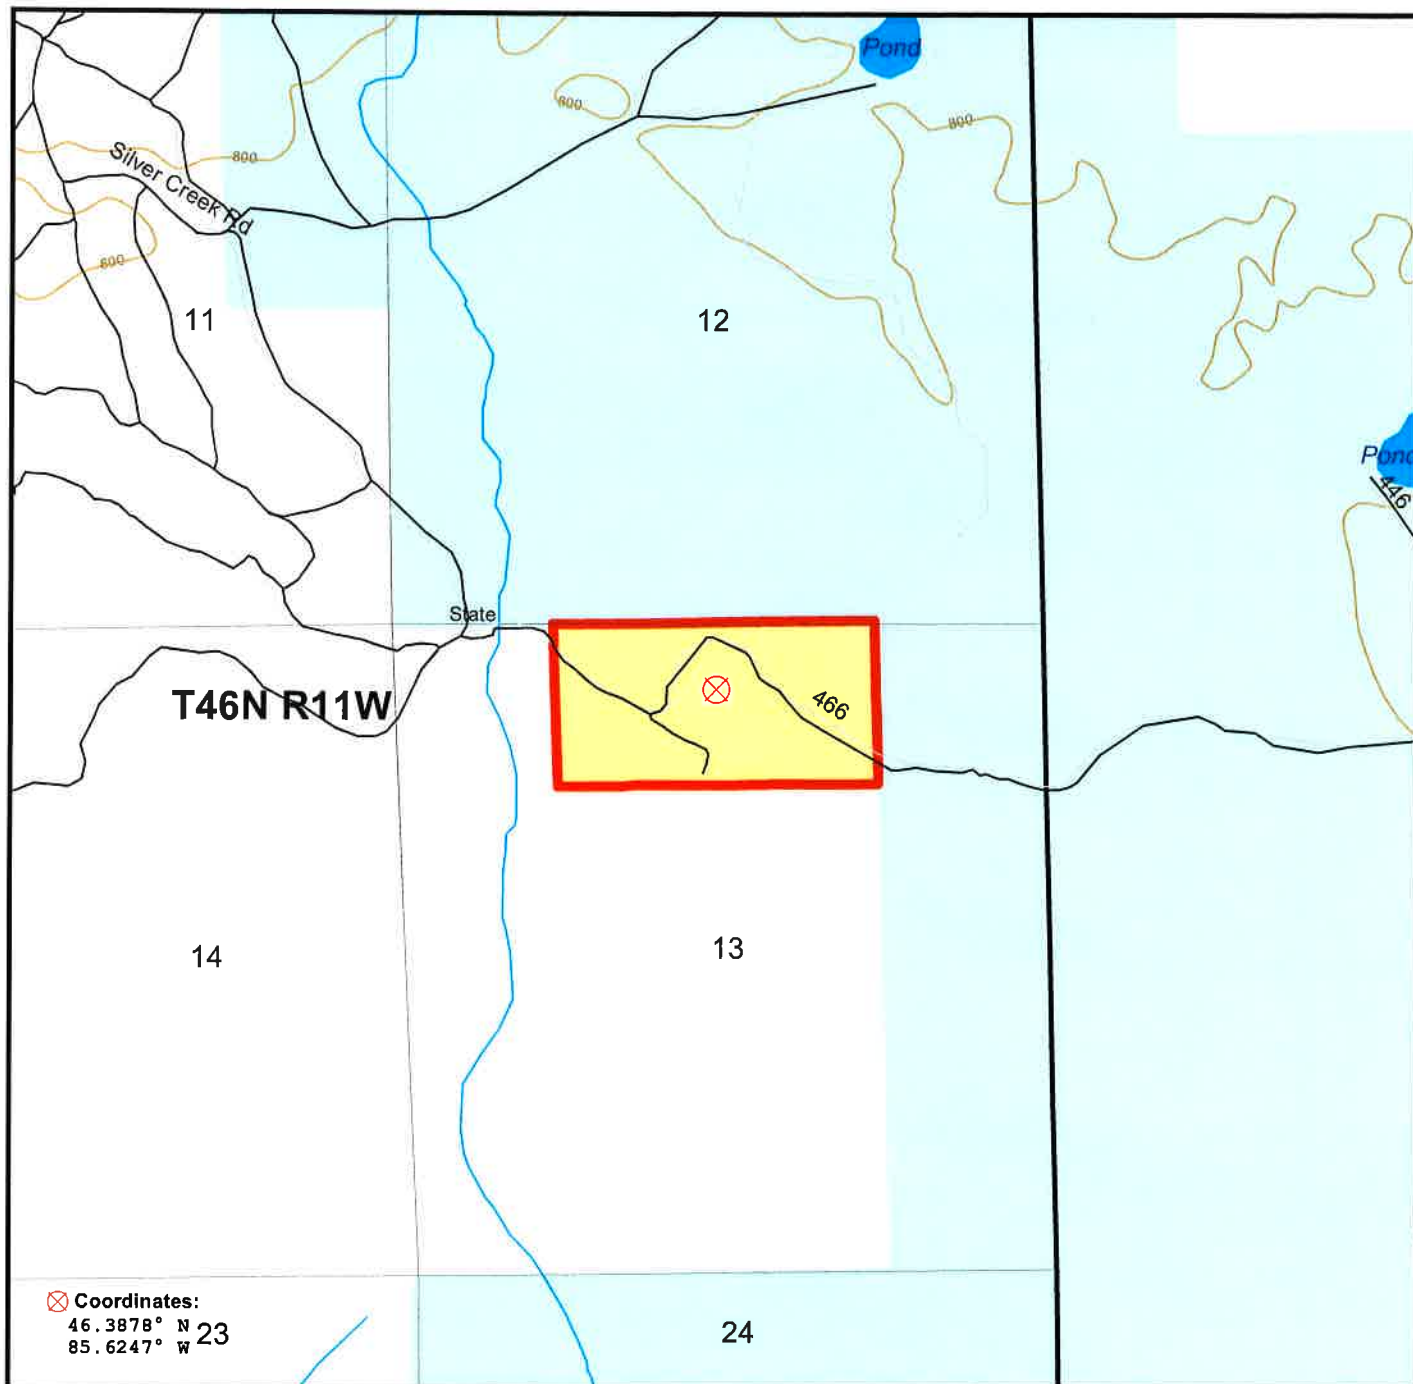 Pond
800
800
800
Silver Creek Rd
800
11
12
Pond
446
State
T46N R11W
466
14
13
Coordinates:
46.3878° N
85.6247° W
23
24